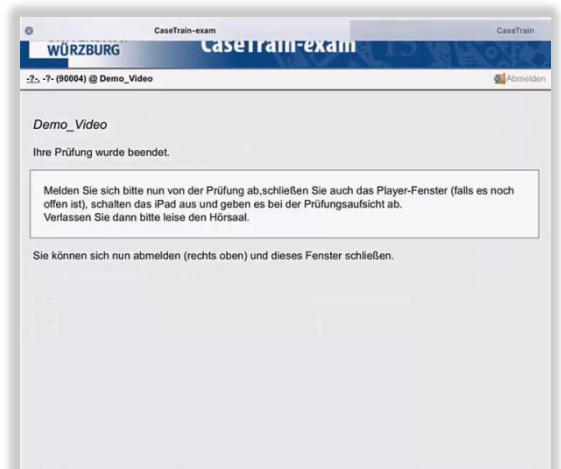 CaseTrain-exam CaseTrain
WÜRZBURG CaseTrain-exam
-?-, -?- (90004) @ Demo_Video Abmelden
Demo_Video
Ihre Prüfung wurde beendet.
Melden Sie sich bitte nun von der Prüfung ab,schließen Sie auch das Player-Fenster (falls es noch
offen ist), schalten das iPad aus und geben es bei der Prüfungsaufsicht ab.
Verlassen Sie dann bitte leise den Hörsaal.
Sie können sich nun abmelden (rechts oben) und dieses Fenster schließen.